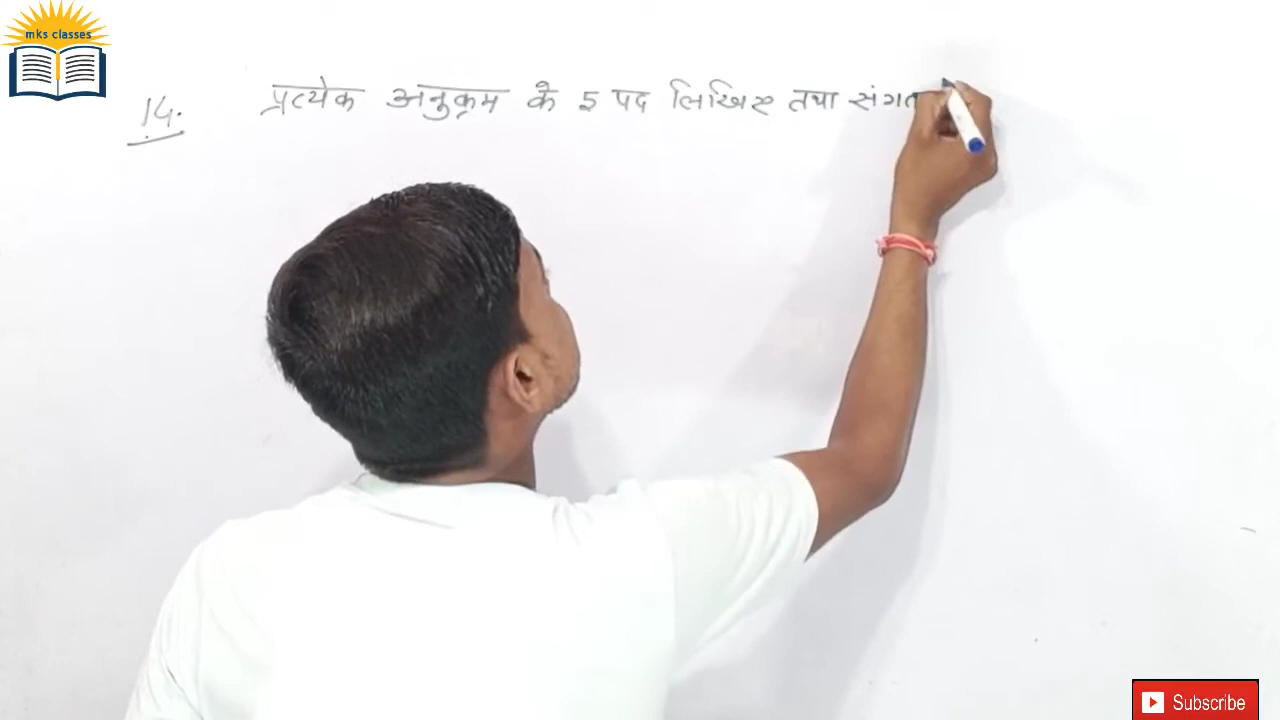 mks classes
14. प्रत्येक अनुक्रम के 5 पद लिखिए तथा संगत
Subscribe